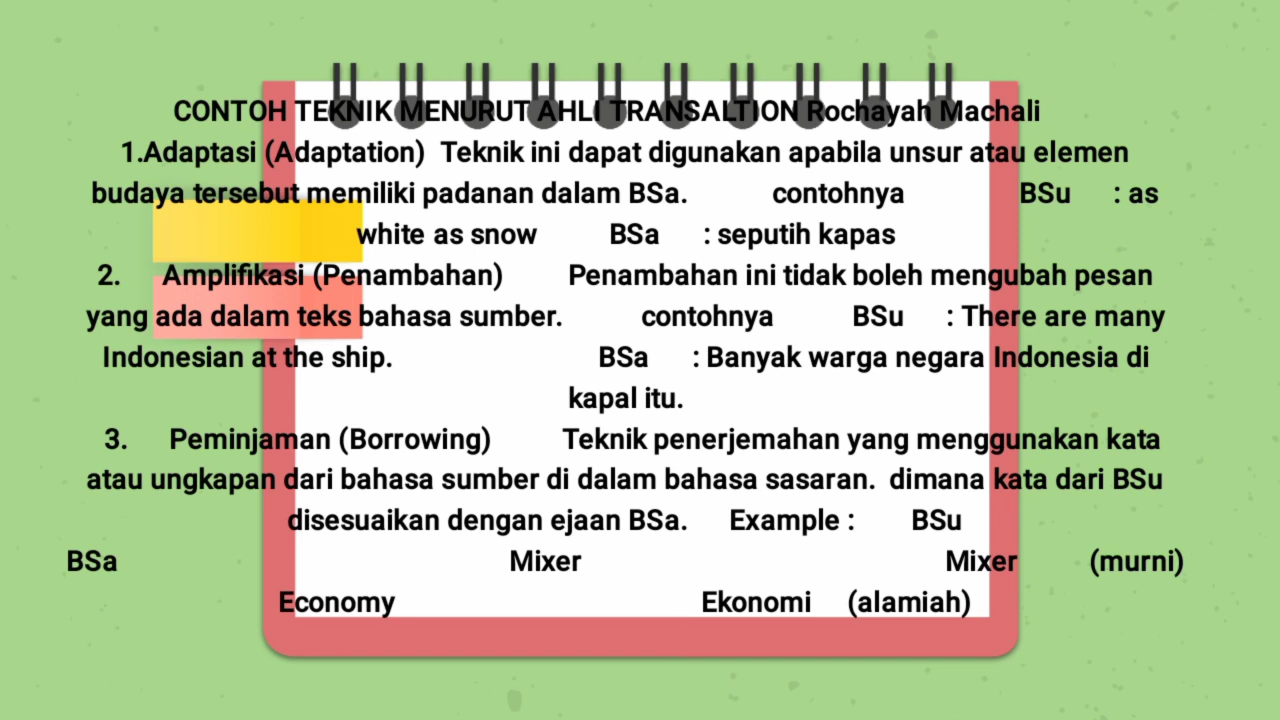 CONTOH TEKNIK MENURUT AHLI TRANSALTION Rochayah Machali
1.Adaptasi (Adaptation) Teknik ini dapat digunakan apabila unsur atau elemen
budaya tersebut memiliki padanan dalam BSa. contohnya BSu : as
white as snow BSa : seputih kapas
2. Amplifikasi (Penambahan) Penambahan ini tidak boleh mengubah pesan
yang ada dalam teks bahasa sumber. contohnya BSu : There are many
Indonesian at the ship. BSa : Banyak warga negara Indonesia di
kapal itu.
3. Peminjaman (Borrowing) Teknik penerjemahan yang menggunakan kata
atau ungkapan dari bahasa sumber di dalam bahasa sasaran. dimana kata dari BSu
disesuaikan dengan ejaan BSa. Example : BSu
BSa Mixer Mixer (murni)
Economy Ekonomi (alamiah)